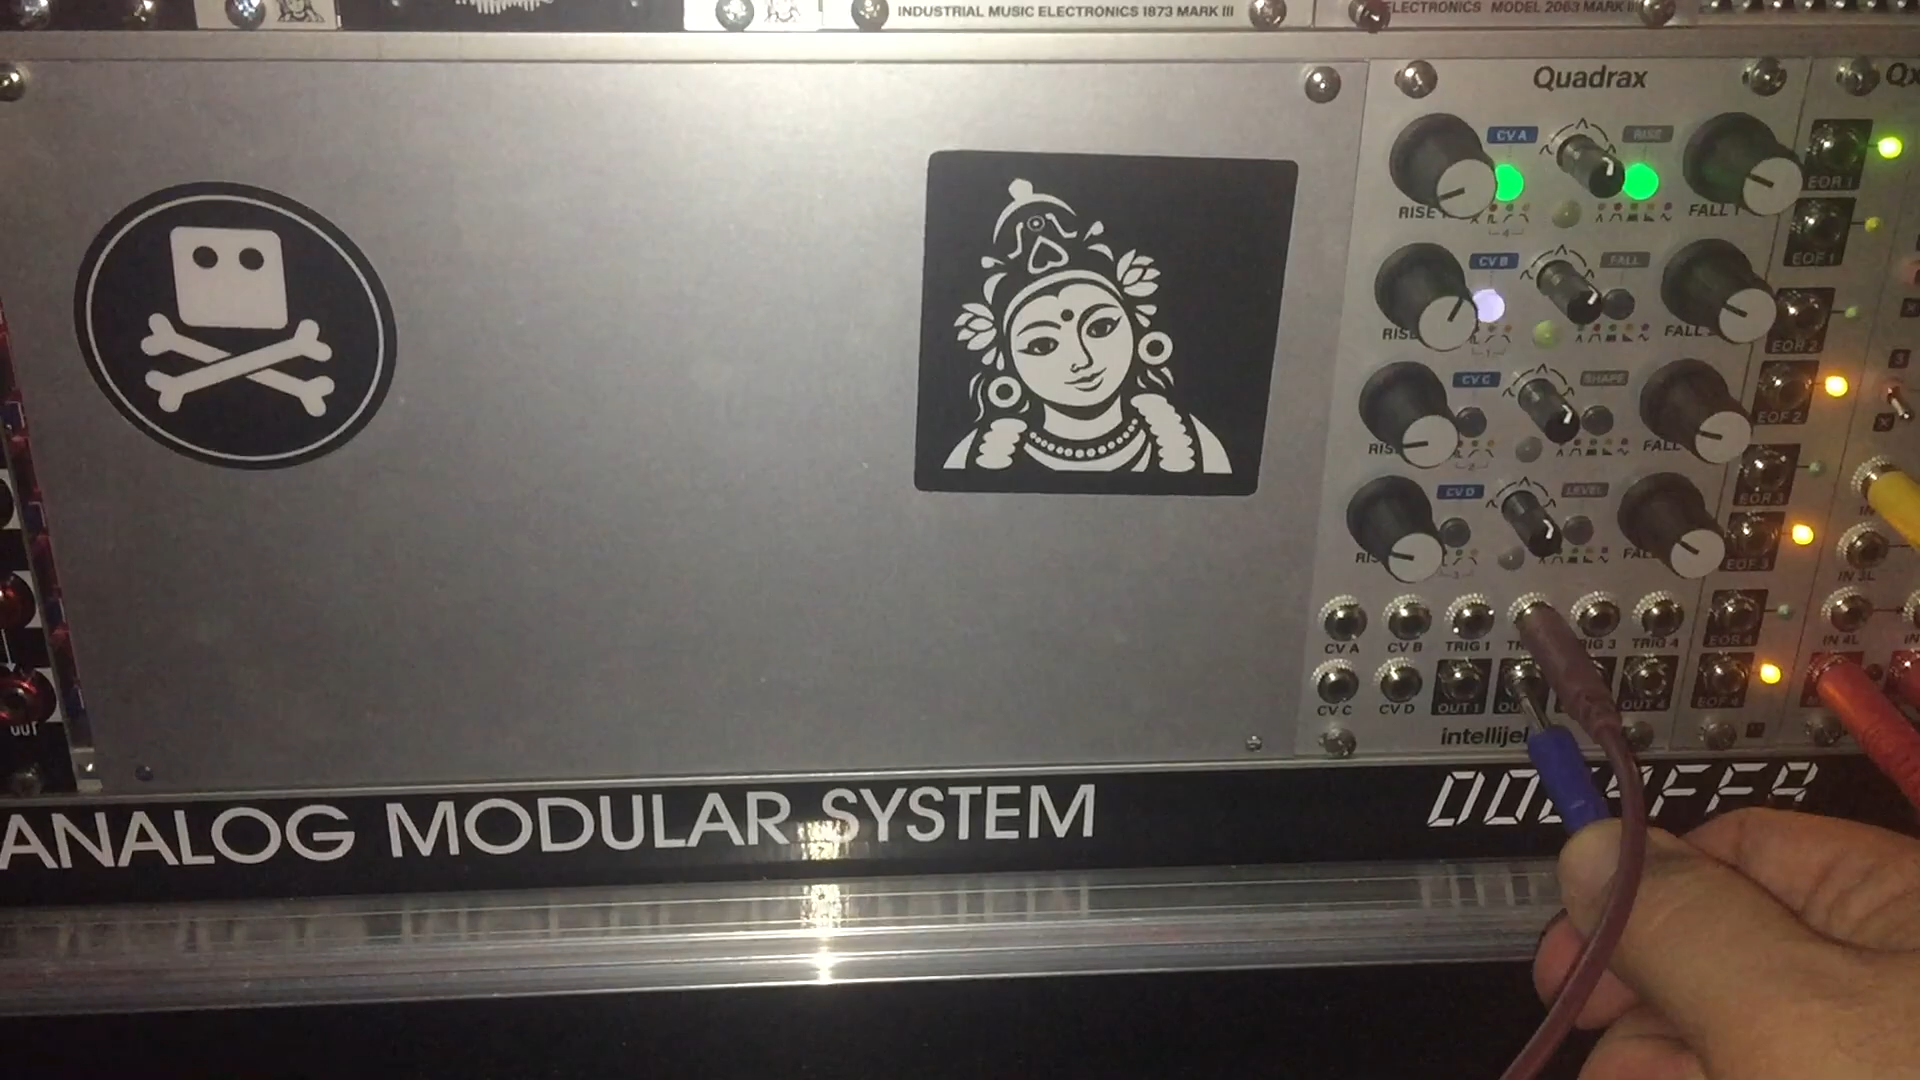 INDUSTRIAL MUSIC ELECTRONICS 1873 MARK III
ELECTRONICS MODEL 2063 MARK III
Quadrax
Qx
CV A
RISE
RISE
FALL 1
EOR 1
CV B
FALL
EOF 1
FALL
EOR 2
CV C
SHAPE
EOF 2
EOR 3
CV D
LEVEL
EOF 3
IN 3L
EOR 4
IN 4L
CV A
CV B
TRIG 1
TRIG 4
EOF 4
CV C
CV D
OUT 1
OUT 4
OUT
intellijel
ANALOG MODULAR SYSTEM